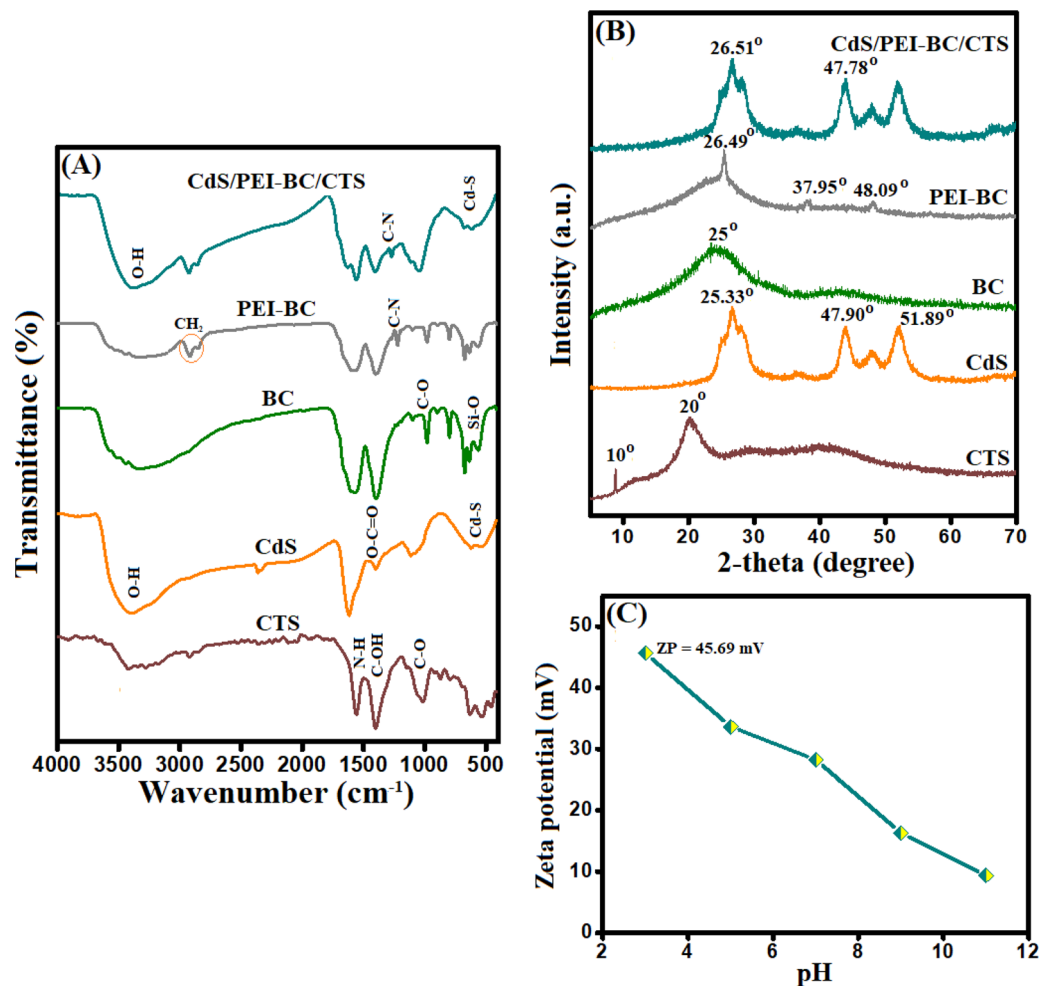 (A)
CdS/PEI-BC/CTS
Cd-S
C-N
O-H
PEI-BC
C-N
CH₂
BC
C-O
Si-O
CdS
O-C=O
Cd-S
O-H
CTS
N-H
C-OH
C-O
Transmittance (%)
4000 3500 3000 2500 2000 1500 1000 500
Wavenumber (cm⁻¹)
(B)
CdS/PEI-BC/CTS
26.51°
47.78°
26.49°
37.95° 48.09°
PEI-BC
25°
BC
25.33°
47.90° 51.89°
CdS
20°
10°
CTS
Intensity (a.u.)
10 20 30 40 50 60 70
2-theta (degree)
(C)
ZP = 45.69 mV
Zeta potential (mV)
50
40
30
20
10
0
2 4 6 8 10 12
pH